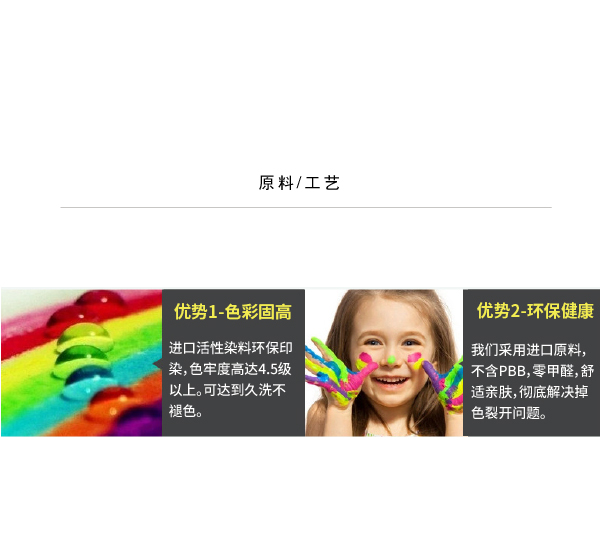 原料/工艺
优势1-色彩固高
进口活性染料环保印
染，色牢度高达4.5级
以上。可达到久洗不
褪色。
优势2-环保健康
我们采用进口原料，
不含PBB，零甲醛，舒
适亲肤，彻底解决掉
色裂开问题。